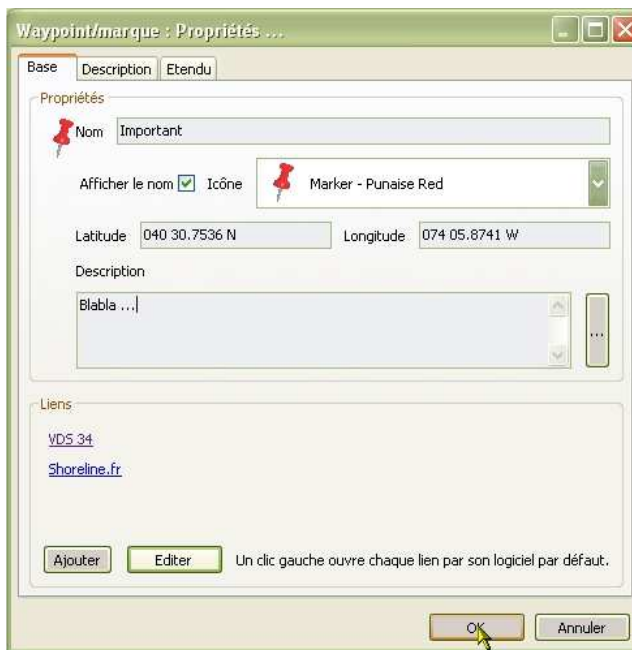 Waypoint/marque : Propriétés ...
Base Description Etendu
Propriétés
Nom Important
Afficher le nom Icône Marker - Punaise Red
Latitude 040 30.7536 N Longitude 074 05.8741 W
Description
Blabla ...
...
Liens
VDS 34
Shoreline.fr
Ajouter Editer Un clic gauche ouvre chaque lien par son logiciel par défaut.
OK Annuler